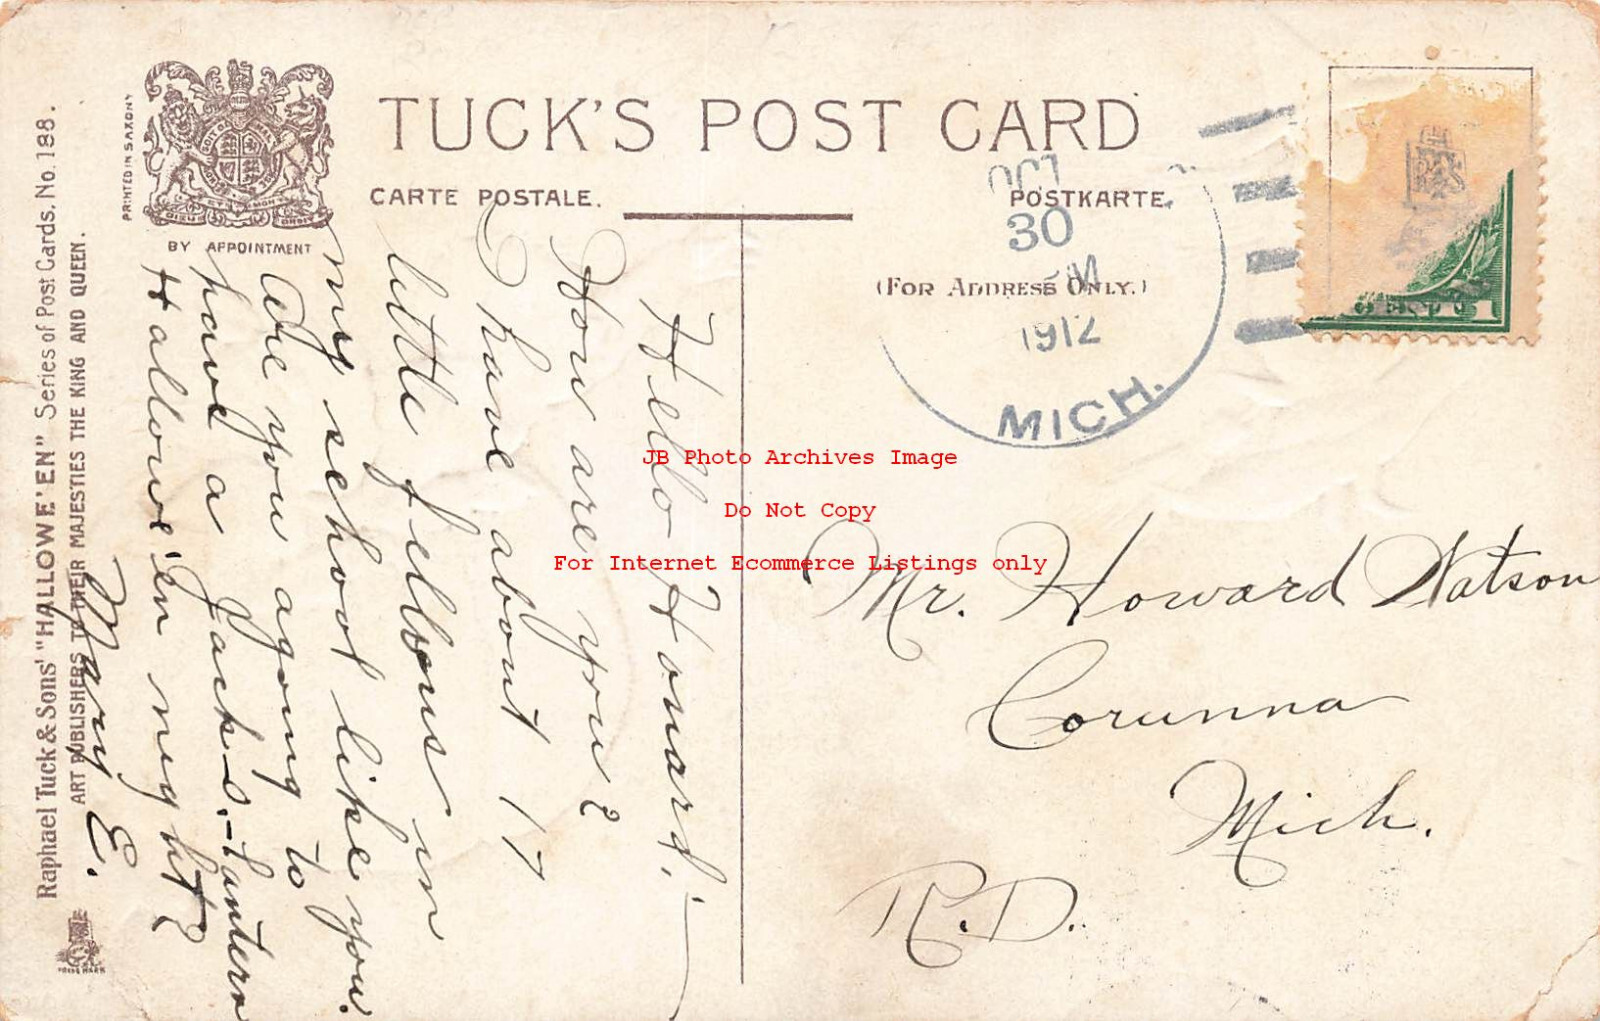 TUCK'S POST CARD
CARTE POSTALE.
POSTKARTE.
(FOR ADDRESS ONLY.)
PRINTED IN SAXONY
BY APPOINTMENT
Raphael Tuck & Sons' "HALLOWE'EN" Series of Post Cards. No. 188.
ART PUBLISHERS TO THEIR MAJESTIES THE KING AND QUEEN.
TRADE MARK
OCT
30
M
1912
MICH.
Hello Howard,
How are you?
I have about 17
little fellows in
my school like you.
Are you agoing to
have a Jack-s-lantern
Hallowe'en night?
Mary E.
Mr. Howard Watson
Corunna
Mich.
R.D.
JB Photo Archives Image
Do Not Copy
For Internet Ecommerce Listings only